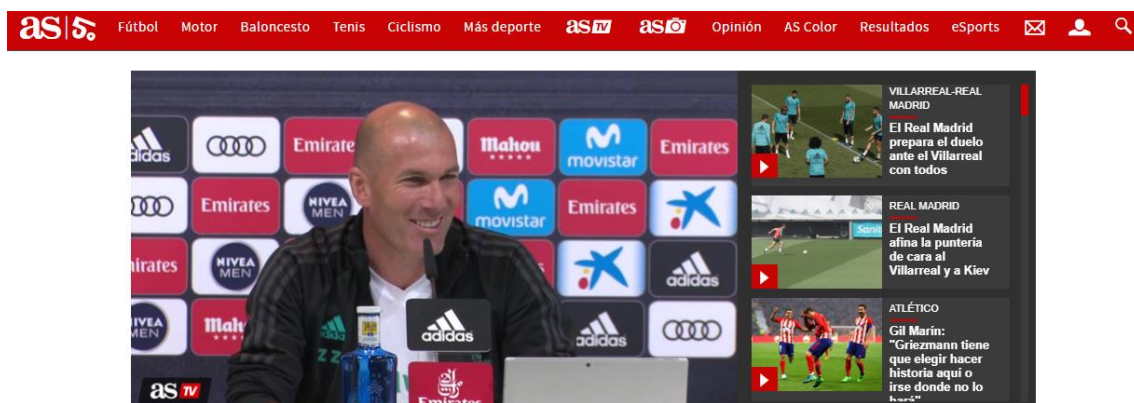 as 5.
Fútbol Motor Baloncesto Tenis Ciclismo Más deporte as TV as Opinión AS Color Resultados eSports
adidas Emirates Mahou movistar Emirates
Emirates NIVEA MEN movistar Emirates
NIVEA MEN adidas
adidas
adidas
Emirates
as TV
VILLARREAL-REAL
MADRID
El Real Madrid
prepara el duelo
ante el Villarreal
con todos
REAL MADRID
El Real Madrid
afina la puntería
de cara al
Villarreal y a Kiev
ATLÉTICO
Gil Marín:
"Griezmann tiene
que elegir hacer
historia aquí o
irse donde no lo
hará"